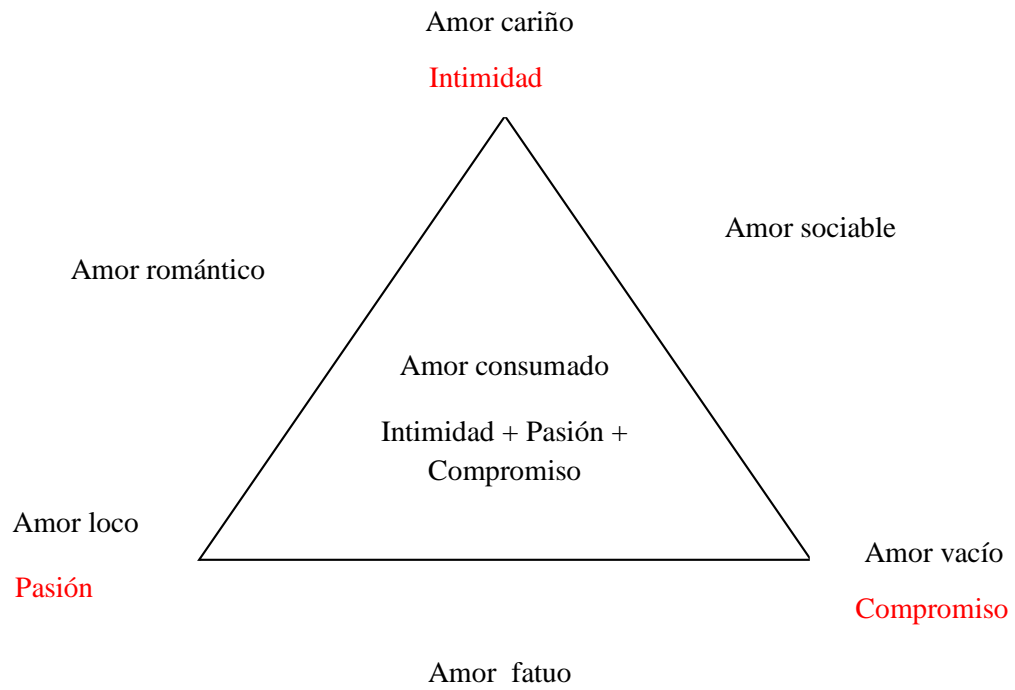 Amor cariño
Intimidad
Amor sociable
Amor romántico
Amor consumado
Intimidad + Pasión +
Compromiso
Amor loco
Pasión
Amor vacío
Compromiso
Amor  fatuo